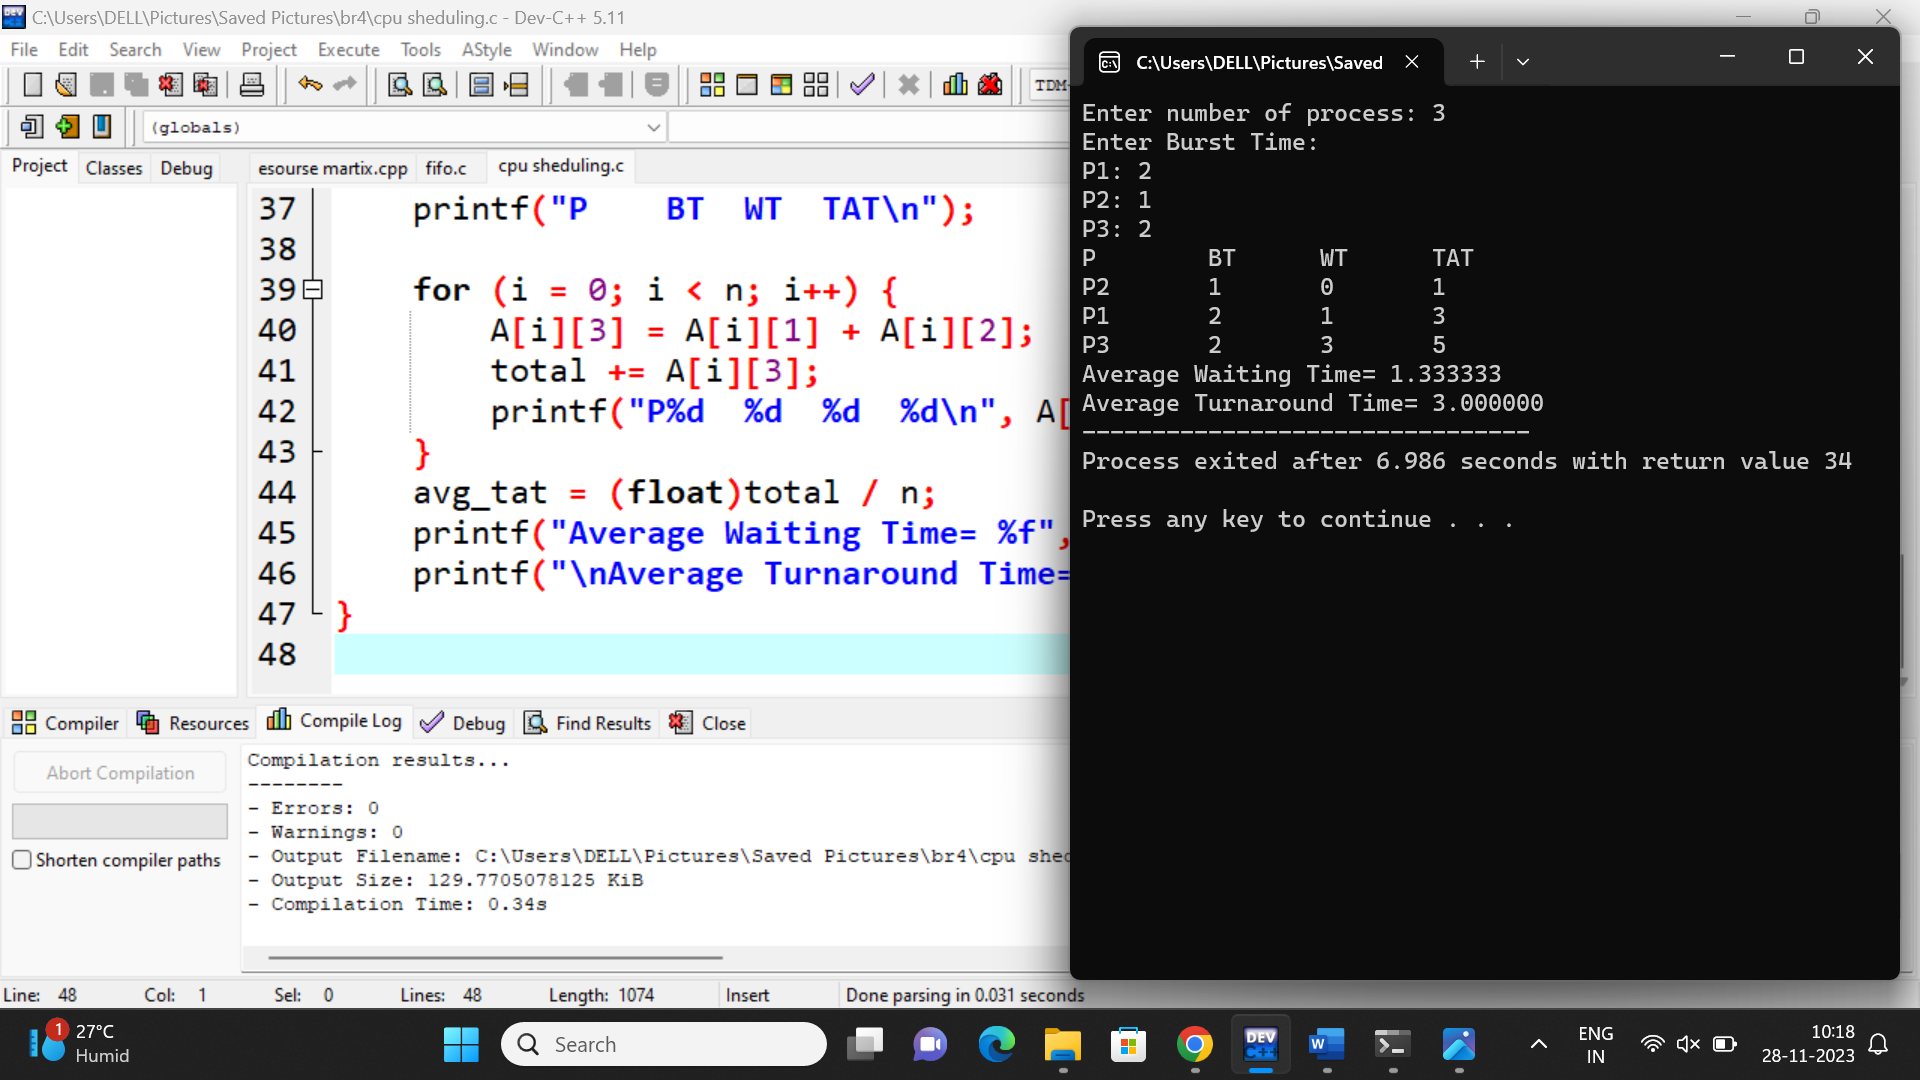 C:\Users\DELL\Pictures\Saved Pictures\br4\cpu sheduling.c - Dev-C++ 5.11
File Edit Search View Project Execute Tools AStyle Window Help
TDM-
(globals)
Project Classes Debug
esourse martix.cpp fifo.c cpu sheduling.c
37 printf("P    BT  WT  TAT\n");
38
39 for (i = 0; i < n; i++) {
40 A[i][3] = A[i][1] + A[i][2];
41 total += A[i][3];
42 printf("P%d  %d  %d  %d\n", A[
43 }
44 avg_tat = (float)total / n;
45 printf("Average Waiting Time= %f",
46 printf("\nAverage Turnaround Time=
47 }
48
Compiler Resources Compile Log Debug Find Results Close
Abort Compilation
Shorten compiler paths
Compilation results...
--------
- Errors: 0
- Warnings: 0
- Output Filename: C:\Users\DELL\Pictures\Saved Pictures\br4\cpu shed
- Output Size: 129.7705078125 KiB
- Compilation Time: 0.34s
Line: 48 Col: 1 Sel: 0 Lines: 48 Length: 1074 Insert Done parsing in 0.031 seconds
C:\Users\DELL\Pictures\Saved
Enter number of process: 3
Enter Burst Time:
P1: 2
P2: 1
P3: 2
P BT WT TAT
P2 1 0 1
P1 2 1 3
P3 2 3 5
Average Waiting Time= 1.333333
Average Turnaround Time= 3.000000
--------------------------------
Process exited after 6.986 seconds with return value 34
Press any key to continue . . .
1
27°C
Humid
Search
DEV
C++
W
ENG
IN
10:18
28-11-2023